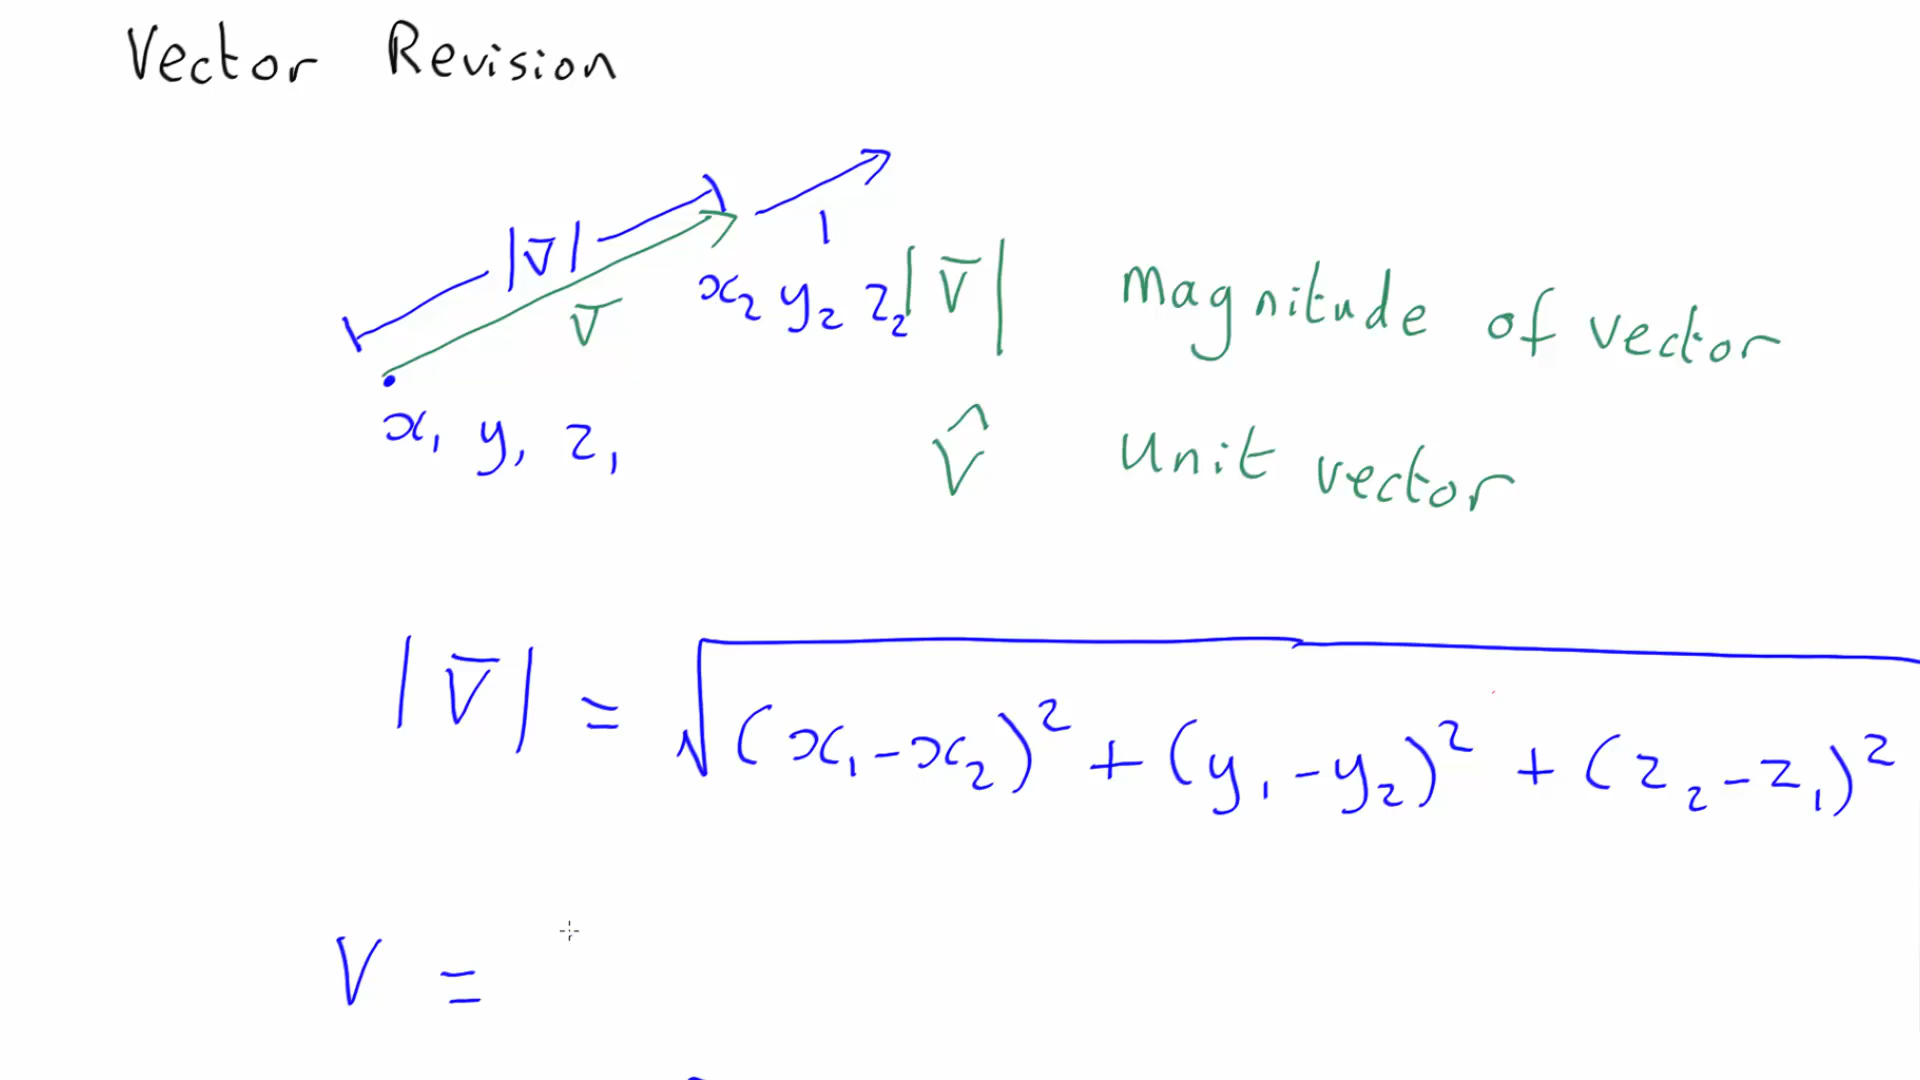 Vector Revision
|v̄|
1
v̄
x₂ y₂ z₂
|v̄| magnitude of vector
x₁ y₁ z₁
v̂ unit vector
|v̄| = √(x₁-x₂)² + (y₁-y₂)² + (z₂-z₁)²
V =